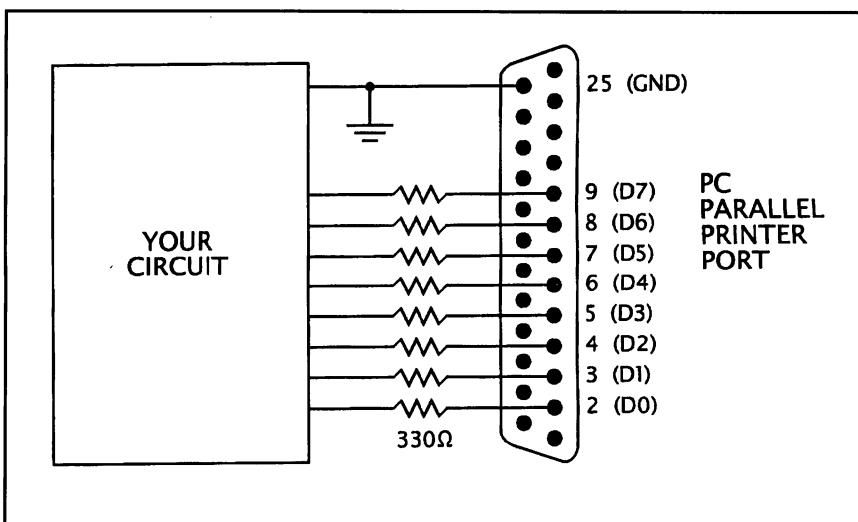 25 (GND)
9 (D7)
8 (D6)
7 (D5)
6 (D4)
5 (D3)
4 (D2)
3 (D1)
2 (D0)
PC
PARALLEL
PRINTER
PORT
YOUR
CIRCUIT
330Ω